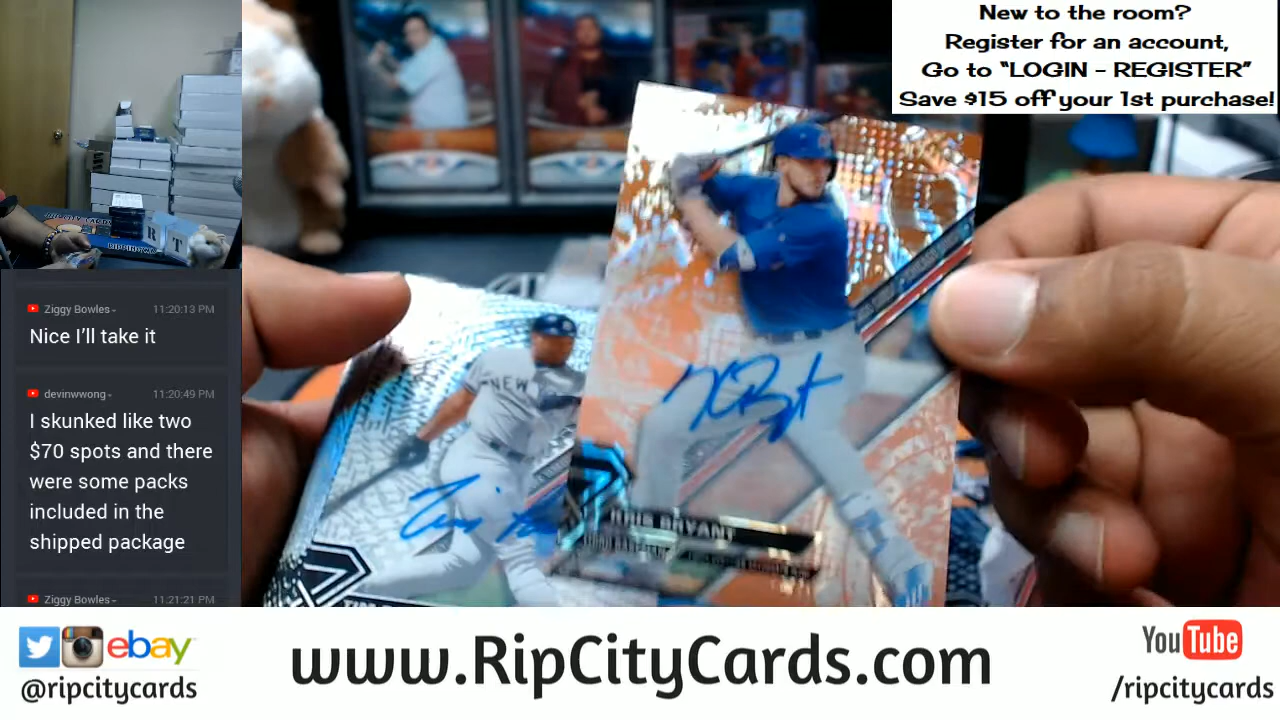 New to the room?
Register for an account,
Go to “LOGIN - REGISTER”
Save $15 off your 1st purchase!
RIPPING
R T
Ziggy Bowles 11:20:13 PM
Nice I’ll take it
devinwwong 11:20:49 PM
I skunked like two
$70 spots and there
were some packs
included in the
shipped package
Ziggy Bowles 11:21:21 PM
NEW
KRIS BRYANT
ebay
@ripcitycards
www.RipCityCards.com
YouTube
/ripcitycards